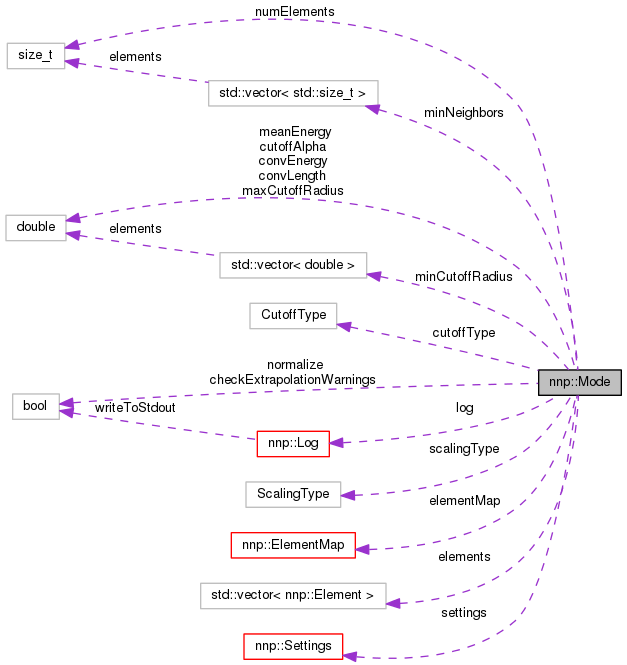 numElements
size_t
elements
std::vector< std::size_t >
minNeighbors
meanEnergy
cutoffAlpha
convEnergy
convLength
maxCutoffRadius
double
elements
std::vector< double >
minCutoffRadius
CutoffType
cutoffType
normalize
checkExtrapolationWarnings
nnp::Mode
bool
writeToStdout
log
nnp::Log
scalingType
ScalingType
elementMap
nnp::ElementMap
elements
std::vector< nnp::Element >
settings
nnp::Settings